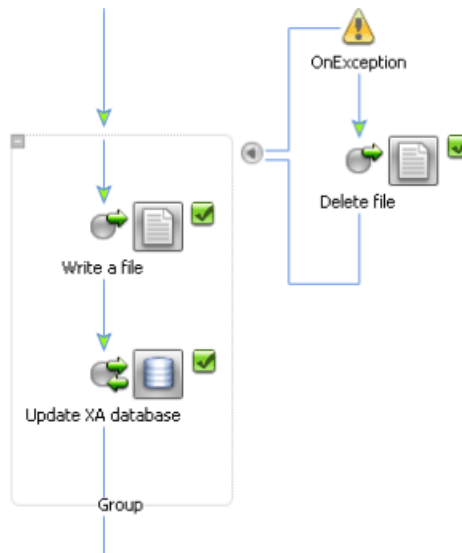 OnException
Delete file
Write a file
Update XA database
Group